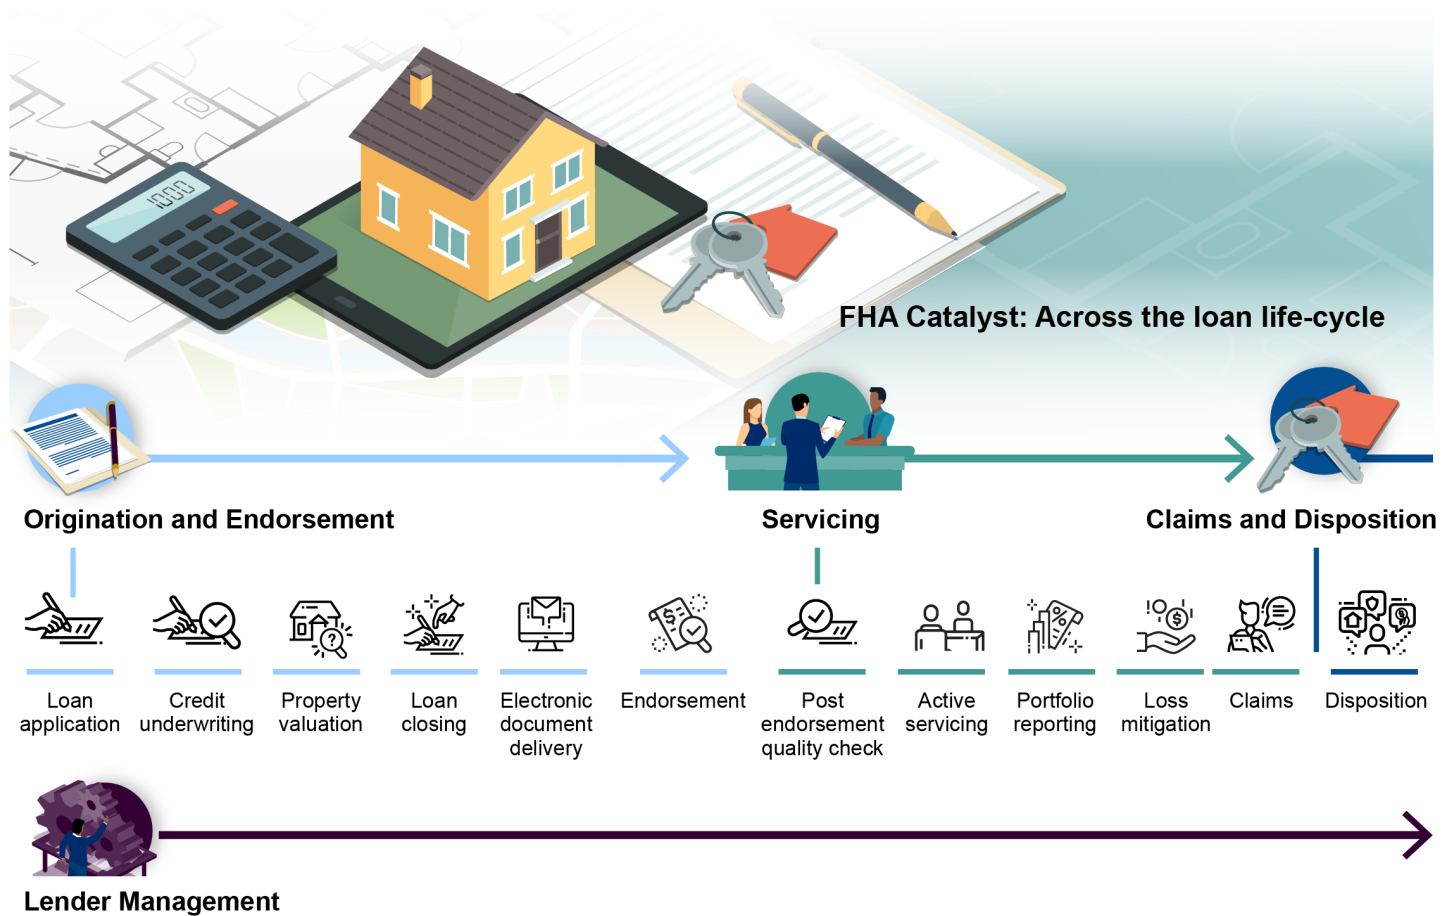 1000
FHA Catalyst: Across the loan life-cycle
Origination and Endorsement
Servicing
Claims and Disposition
Loan
application
Credit
underwriting
Property
valuation
Loan
closing
Electronic
document
delivery
Endorsement
Post
endorsement
quality check
Active
servicing
Portfolio
reporting
Loss
mitigation
Claims
Disposition
Lender Management